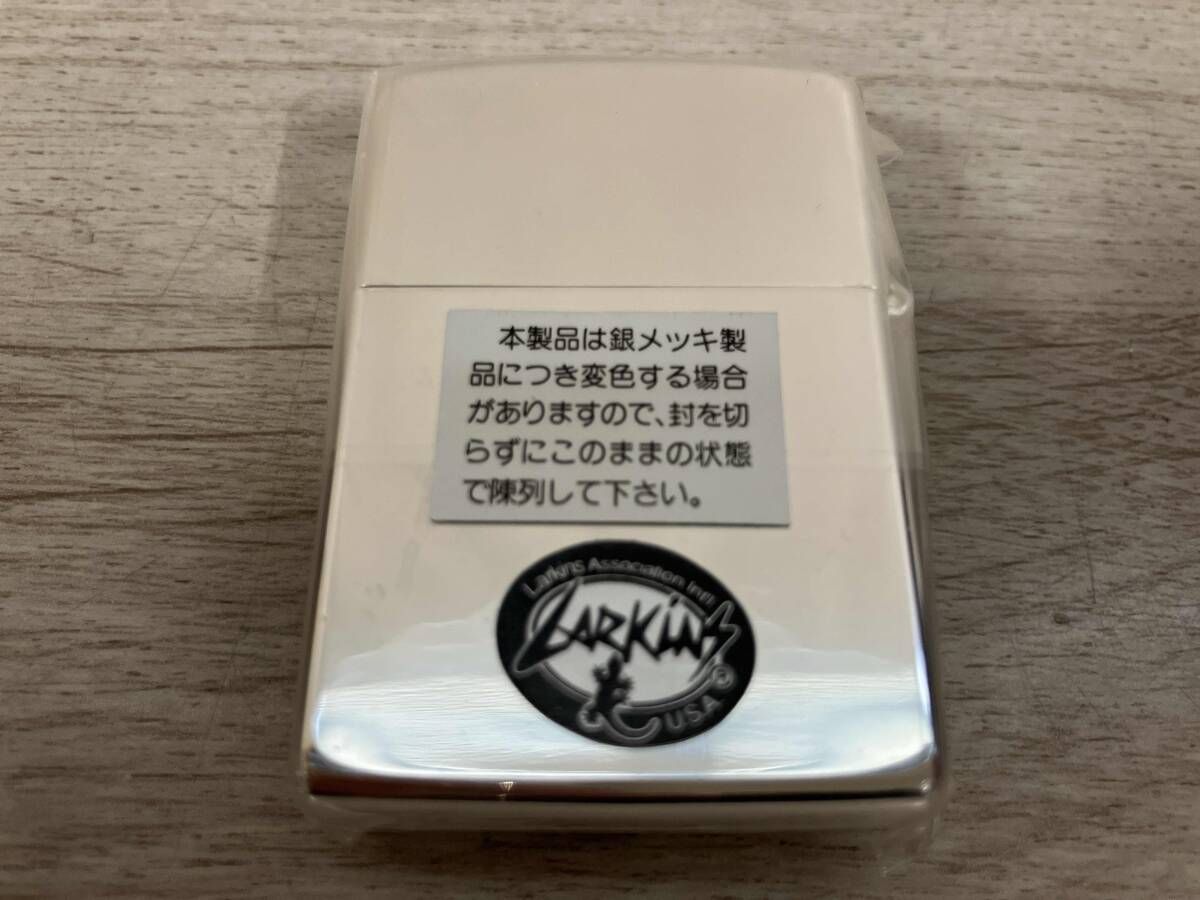 本製品は銀メッキ製
品につき変色する場合
がありますので、封を切
らずにこのままの状態
で陳列して下さい。
Larkins Association Int'l
LARKINS
USA